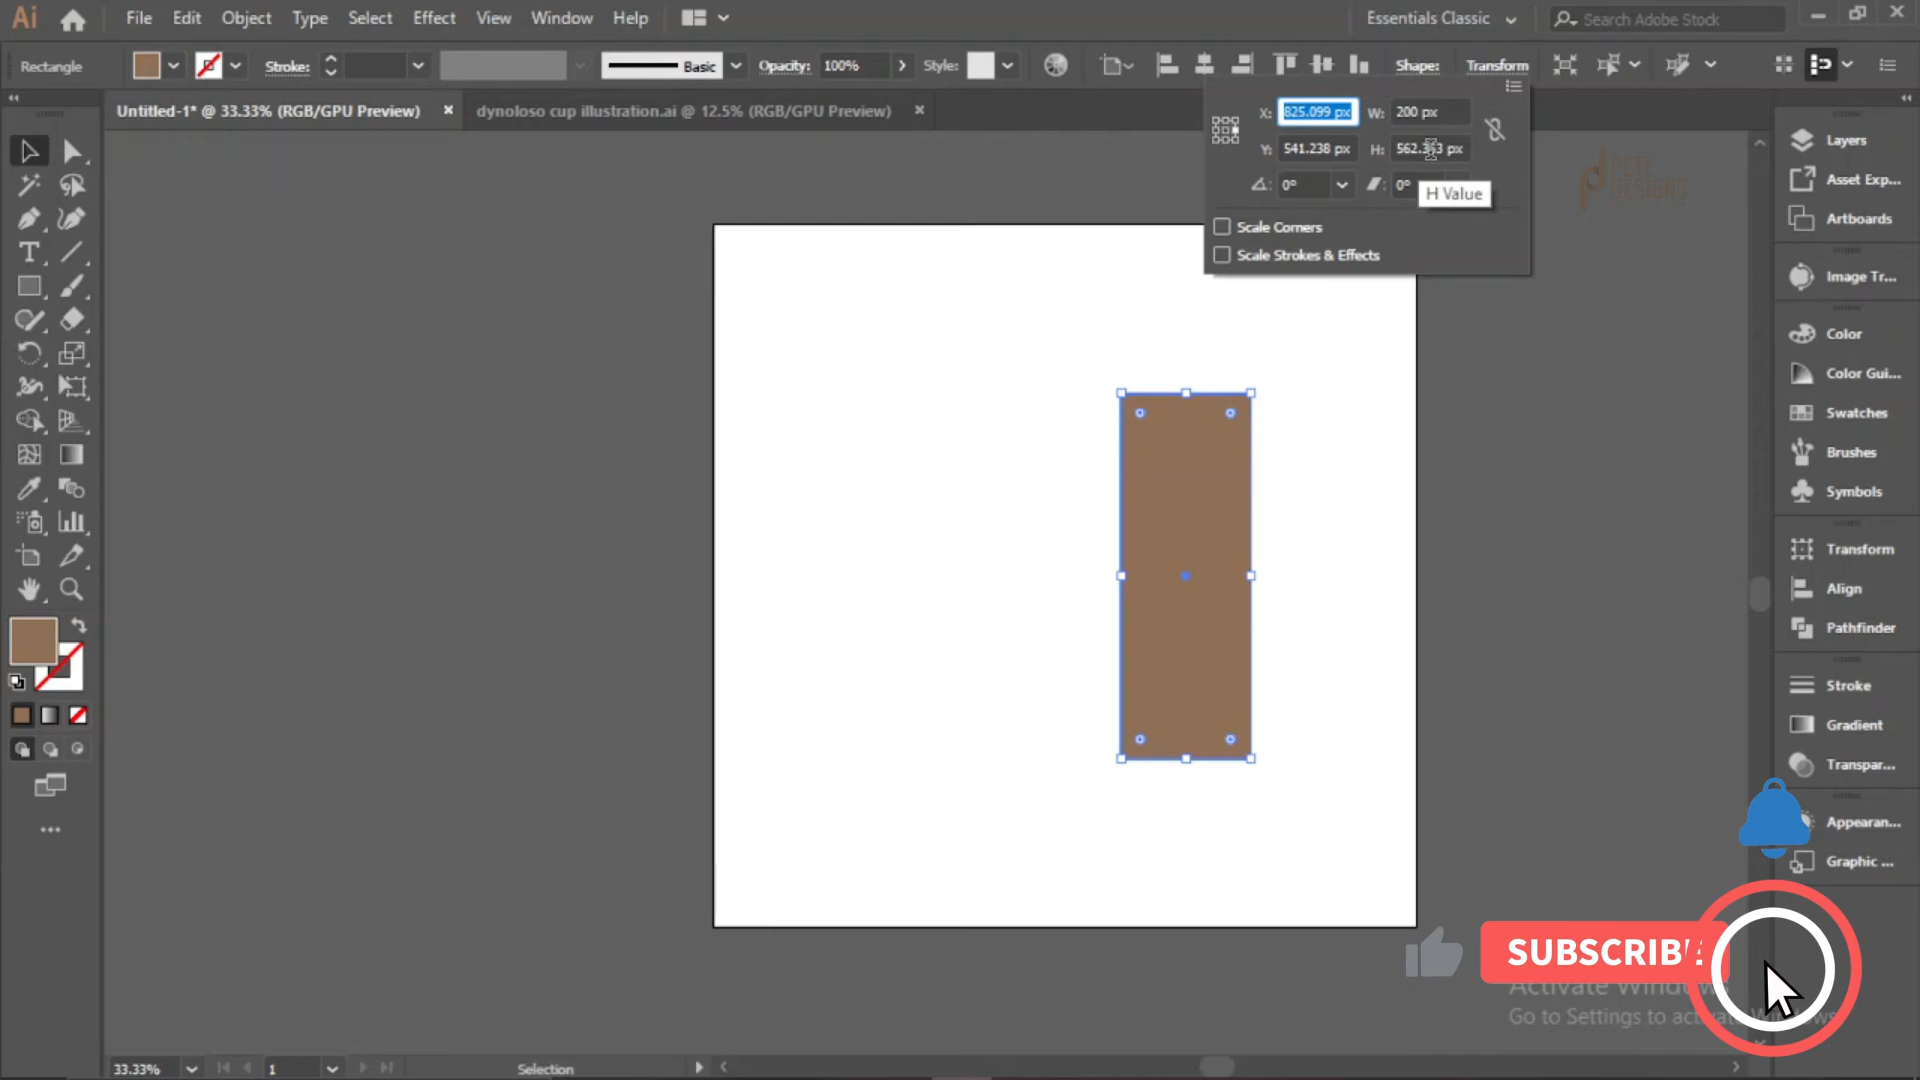 Ai
File Edit Object Type Select Effect View Window Help
Essentials Classic
Search Adobe Stock
Rectangle
Stroke:
Basic
Opacity: 100%
Style:
Shape:
Transform
Untitled-1* @ 33.33% (RGB/GPU Preview)
dynoloso cup illustration.ai @ 12.5% (RGB/GPU Preview)
X: 825.099 px W: 200 px
Y: 541.238 px H:
px
0° 0°
H Value
Scale Corners
Scale Strokes & Effects
PETE
DESIGNS
Layers
Asset Exp...
Artboards
Image Tr...
Color
Color Gui...
Swatches
Brushes
Symbols
Transform
Align
Pathfinder
Stroke
Gradient
Transpar...
Appearan...
Graphic ...
SUBSCRIBE
Activate Windows
Go to Settings to activate Windows
33.33%
1
Selection